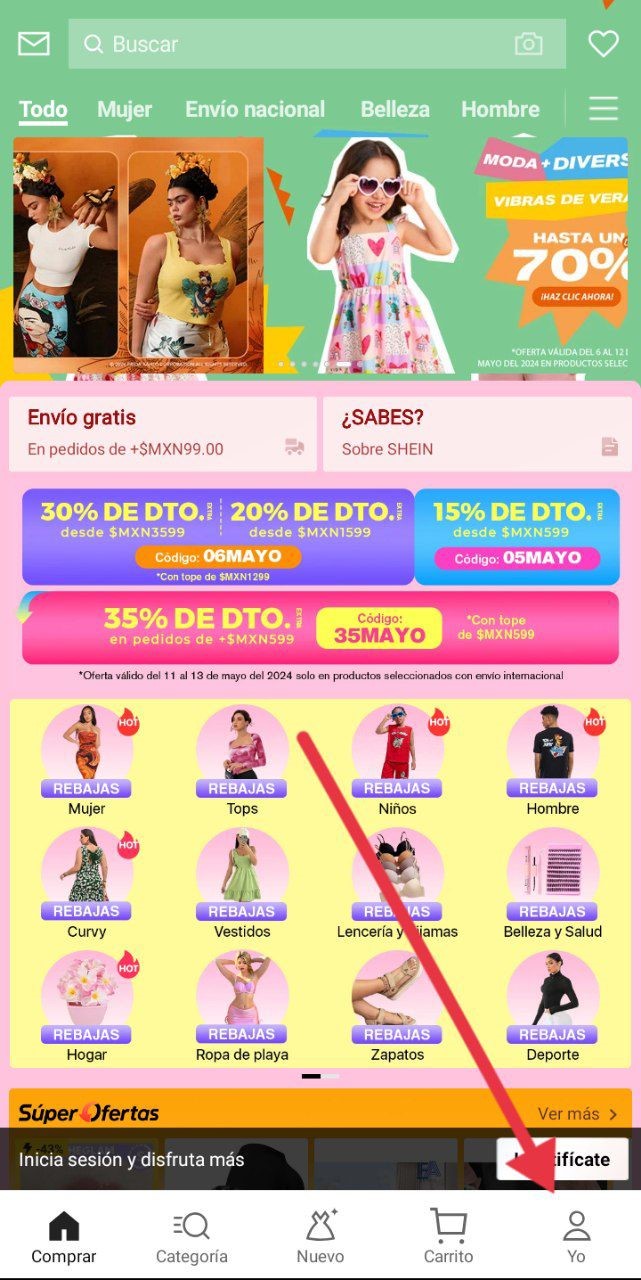 Buscar
Todo Mujer Envío nacional Belleza Hombre
MODA + DIVERS
VIBRAS DE VERA
HASTA UN
70%
¡HAZ CLIC AHORA!
*OFERTA VÁLIDA DEL 6 AL 12 D
MAYO DEL 2024 EN PRODUCTOS SELEC
Envío gratis
En pedidos de +$MXN99.00
¿SABES?
Sobre SHEIN
30% DE DTO. EXTRA
desde $MXN3599
20% DE DTO. EXTRA
desde $MXN1599
Código: 06MAYO
*Con tope de $MXN1299
15% DE DTO. EXTRA
desde $MXN599
Código: 05MAYO
35% DE DTO. EXTRA
en pedidos de +$MXN599
Código:
35MAYO
*Con tope
de $MXN599
*Oferta válido del 11 al 13 de mayo del 2024 solo en productos seleccionados con envío internacional
HOT HOT HOT
REBAJAS REBAJAS REBAJAS REBAJAS
Mujer Tops Niños Hombre
HOT
REBAJAS REBAJAS REBAJAS REBAJAS
Curvy Vestidos Lencería y ijamas Belleza y Salud
HOT
REBAJAS REBAJAS REBAJAS REBAJAS
Hogar Ropa de playa Zapatos Deporte
Súper Ofertas
Ver más >
-43%
Inicia sesión y disfruta más
tifícate
Comprar Categoría Nuevo Carrito Yo